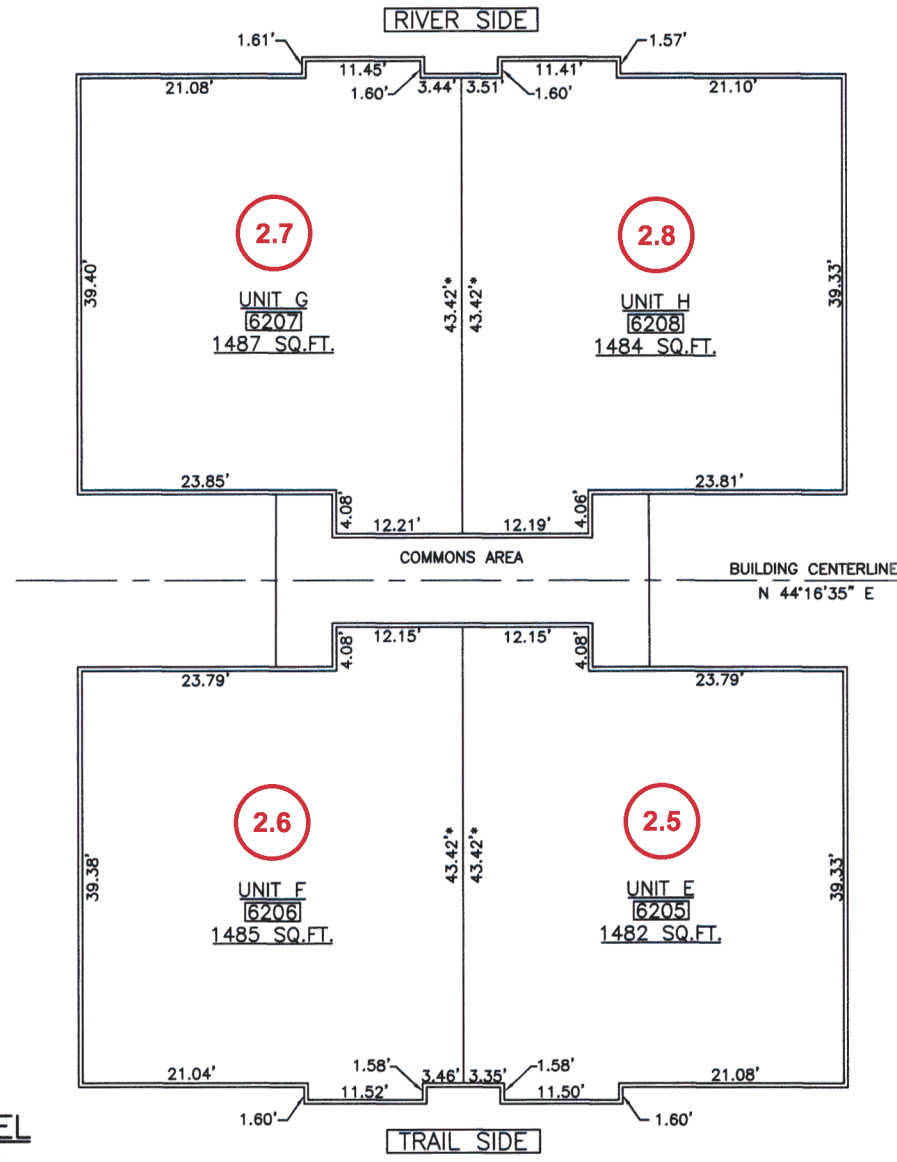 RIVER SIDE
1.61' 1.57'
11.45' 11.41'
21.08' 1.60' 3.44' 3.51' 1.60' 21.10'
2.7 2.8
39.40' 43.42'* 43.42'* 39.33'
UNIT G UNIT H
6207 6208
1487 SQ.FT. 1484 SQ.FT.
23.85' 23.81'
4.08' 4.06'
12.21' 12.19'
COMMONS AREA
BUILDING CENTERLINE
N 44°16'35" E
12.15' 12.15'
4.08' 4.08'
23.79' 23.79'
2.6 2.5
39.38' 43.42'* 43.42'* 39.33'
UNIT F UNIT E
6206 6205
1485 SQ.FT. 1482 SQ.FT.
1.58' 1.58'
21.04' 3.46' 3.35' 21.08'
11.52' 11.50'
1.60' 1.60'
EL
TRAIL SIDE